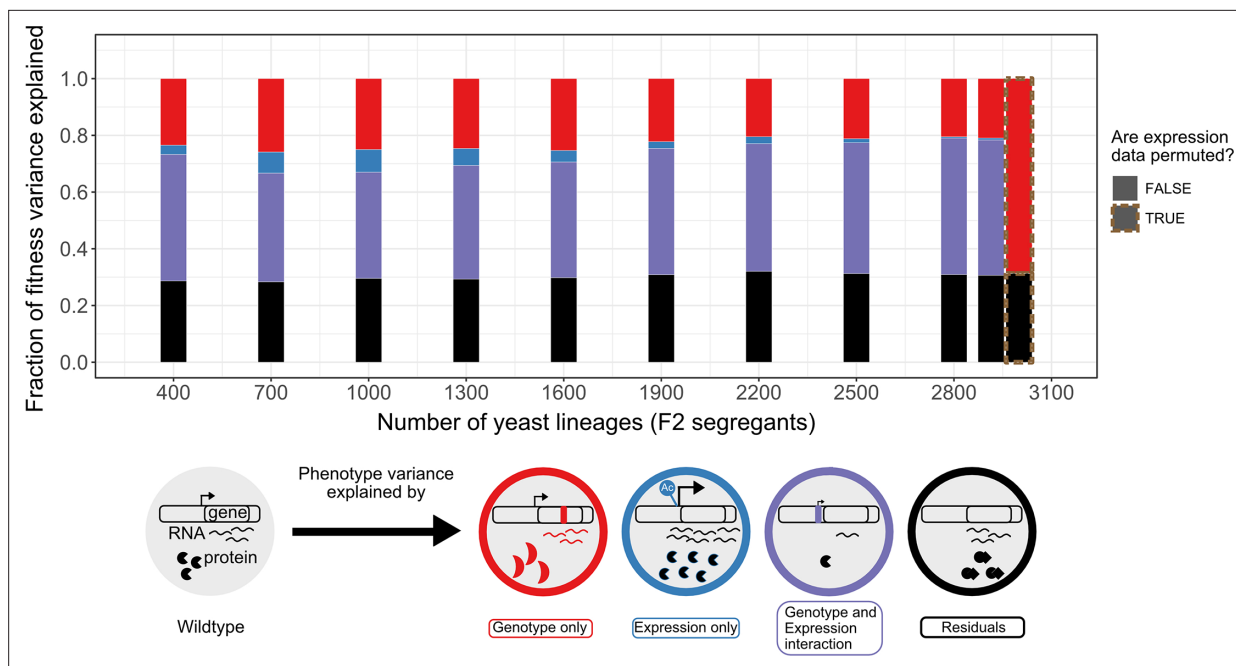 Fraction of fitness variance explained
1.0
0.8
0.6
0.4
0.2
0.0
400 700 1000 1300 1600 1900 2200 2500 2800 3100
Number of yeast lineages (F2 segregants)
Are expression
data permuted?
FALSE
TRUE
gene
RNA
protein
Wildtype
Phenotype variance
explained by
Genotype only
Ac
Expression only
Genotype and
Expression
interaction
Residuals